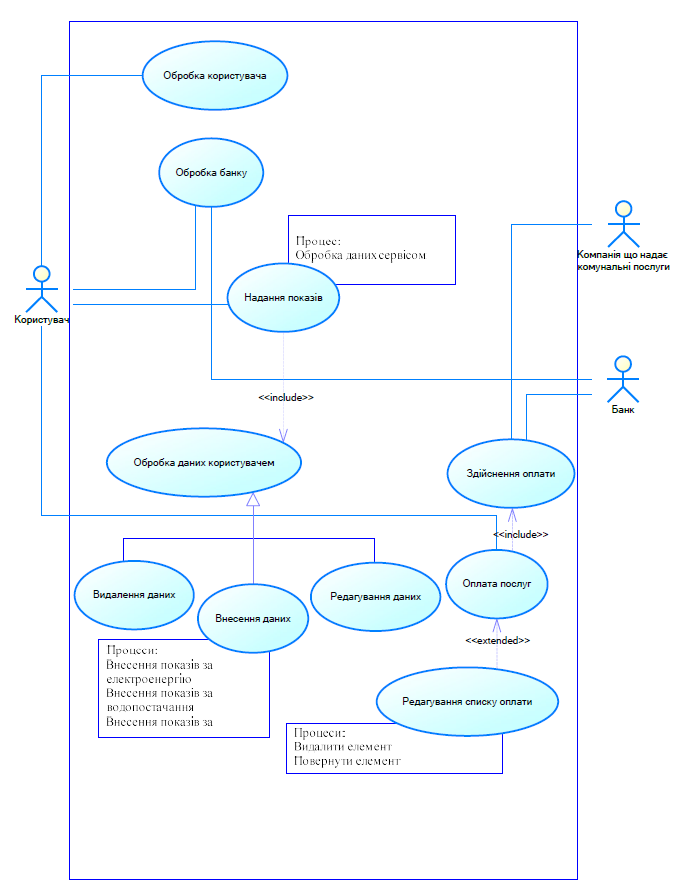 Обробка користувача
Обробка банку
Процес:
Обробка даних сервісом
Компанія що надає
комунальні послуги
Надання показів
Користувач
<<include>>
Банк
Обробка даних користувачем
Здійснення оплати
<<include>>
Оплата послуг
Видалення даних
Редагування даних
Внесення даних
<<extended>>
Процеси:
Внесення показів за
електроенергію
Внесення показів за
водопостачання
Внесення показів за
Редагування списку оплати
Процеси:
Видалити елемент
Повернути елемент